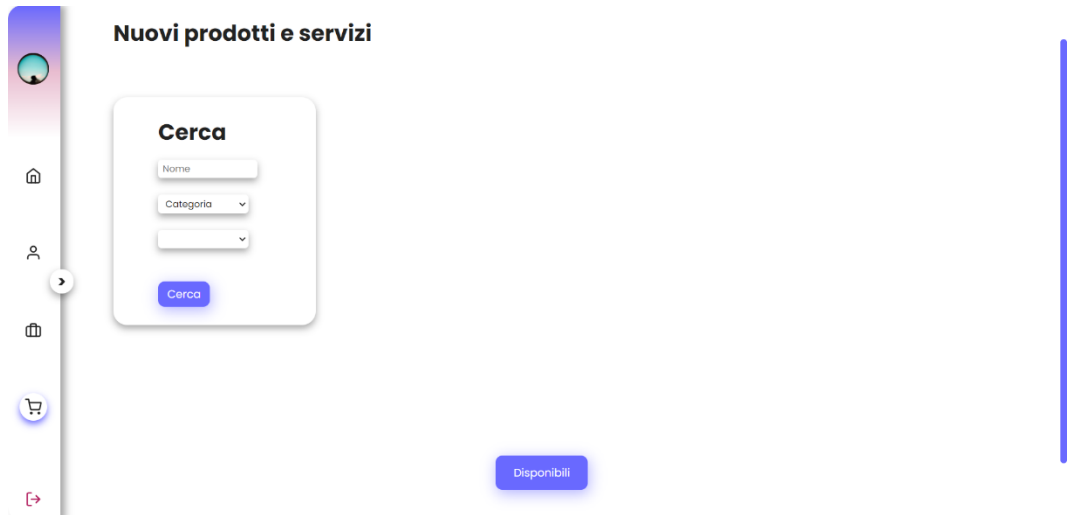 Nuovi prodotti e servizi
Cerca
Nome
Categoria
Cerca
Disponibili